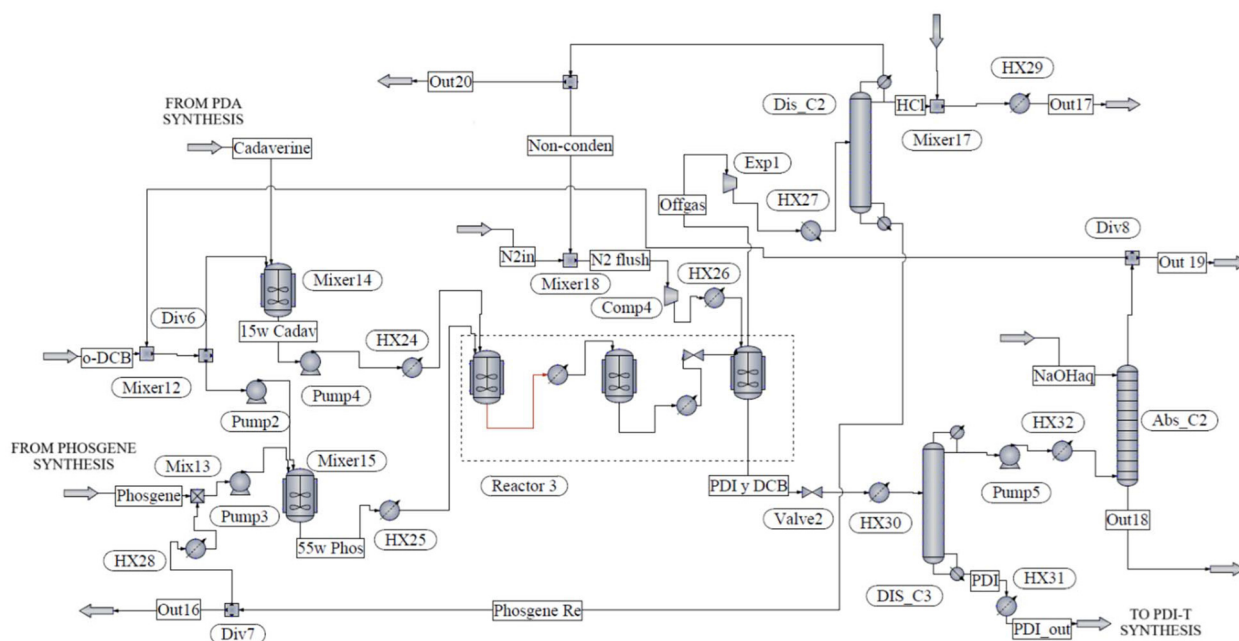 Out20
HX29
Dis_C2
HCl
Out17
Mixer17
FROM PDA
SYNTHESIS
Cadaverine
Non-conden
Exp1
HX27
Offgas
N2in
N2 flush
HX26
Mixer18
Comp4
Div8
Out 19
Mixer14
15w Cadav
HX24
Pump4
Div6
o-DCB
Mixer12
Pump2
NaOHaq
HX32
Abs_C2
Pump5
FROM PHOSGENE
SYNTHESIS
Mix13
Mixer15
Phosgene
Pump3
HX25
55w Phos
HX28
Reactor 3
PDI y DCB
Valve2
HX30
Out18
DIS_C3
PDI
HX31
PDI_out
TO PDI-T
SYNTHESIS
Out16
Div7
Phosgene Re